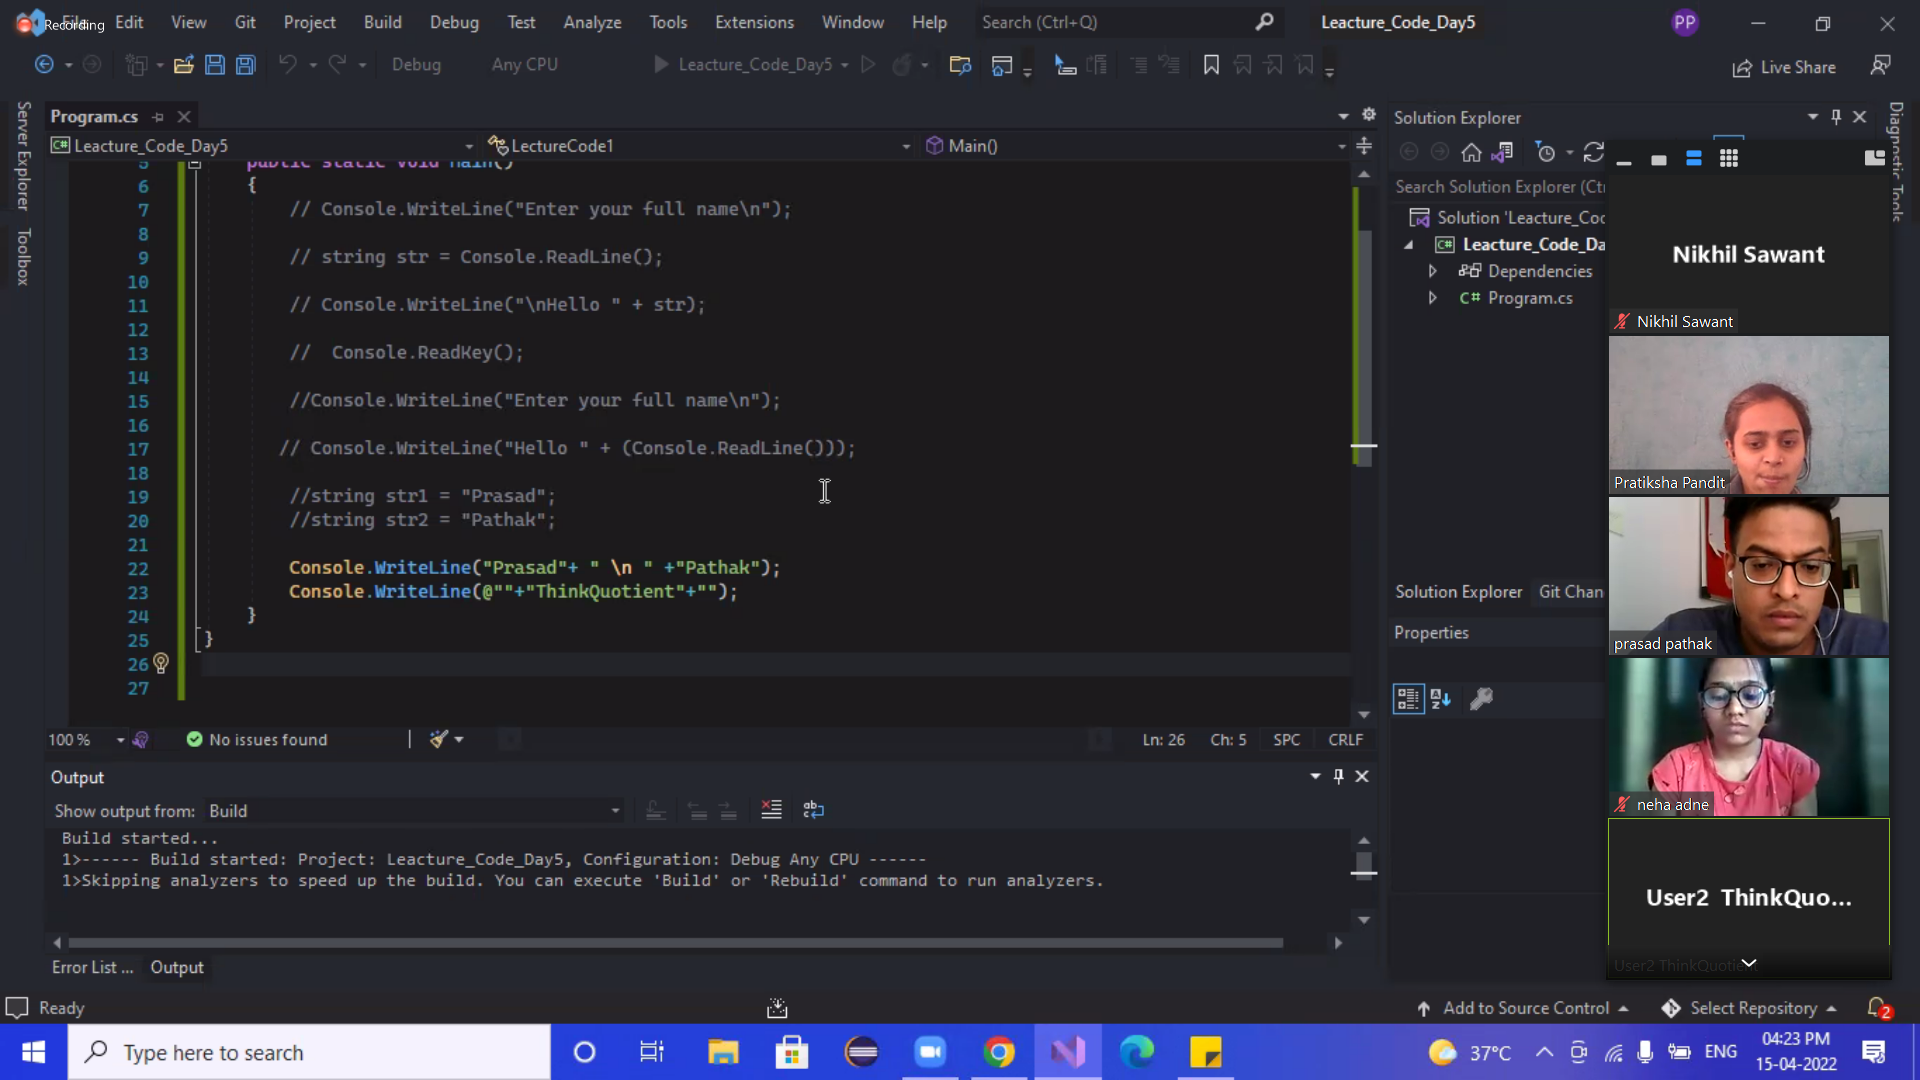 Recording
Edit View Git Project Build Debug Test Analyze Tools Extensions Window Help Search (Ctrl+Q) Leacture_Code_Day5 PP
Debug Any CPU Leacture_Code_Day5 Live Share
Server Explorer
Toolbox
Program.cs
Leacture_Code_Day5 LectureCode1 Main()
5 public static void Main()
6 {
7 // Console.WriteLine("Enter your full name\n");
8
9 // string str = Console.ReadLine();
10
11 // Console.WriteLine("\nHello " + str);
12
13 // Console.ReadKey();
14
15 //Console.WriteLine("Enter your full name\n");
16
17 // Console.WriteLine("Hello " + (Console.ReadLine()));
18
19 //string str1 = "Prasad";
20 //string str2 = "Pathak";
21
22 Console.WriteLine("Prasad"+ " \n " +"Pathak");
23 Console.WriteLine(@""+"ThinkQuotient"+"");
24 }
25 }
26
27
100 % No issues found Ln: 26 Ch: 5 SPC CRLF
Output
Show output from: Build
Build started...
1>------ Build started: Project: Leacture_Code_Day5, Configuration: Debug Any CPU ------
1>Skipping analyzers to speed up the build. You can execute 'Build' or 'Rebuild' command to run analyzers.
Error List ... Output
Solution Explorer
Search Solution Explorer (Ctr
Solution 'Leacture_Coc
Leacture_Code_Da
Dependencies
C# Program.cs
Solution Explorer Git Chan
Properties
Diagnostic Tools
Nikhil Sawant
Nikhil Sawant
Pratiksha Pandit
prasad pathak
neha adne
User2 ThinkQuo...
User2 ThinkQuotient
Ready Add to Source Control Select Repository 2
Type here to search 37°C ENG 04:23 PM
15-04-2022